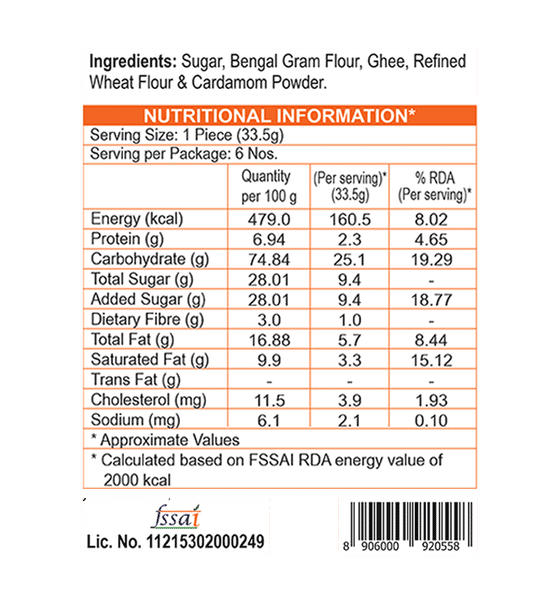 Ingredients: Sugar, Bengal Gram Flour, Ghee, Refined
Wheat Flour & Cardamom Powder.
NUTRITIONAL INFORMATION*
Serving Size: 1 Piece (33.5g)
Serving per Package: 6 Nos.
Quantity per 100 g (Per serving)* (33.5g) % RDA (Per serving)*
Energy (kcal) 479.0 160.5 8.02
Protein (g) 6.94 2.3 4.65
Carbohydrate (g) 74.84 25.1 19.29
Total Sugar (g) 28.01 9.4 -
Added Sugar (g) 28.01 9.4 18.77
Dietary Fibre (g) 3.0 1.0 -
Total Fat (g) 16.88 5.7 8.44
Saturated Fat (g) 9.9 3.3 15.12
Trans Fat (g) - - -
Cholesterol (mg) 11.5 3.9 1.93
Sodium (mg) 6.1 2.1 0.10
* Approximate Values
* Calculated based on FSSAI RDA energy value of
2000 kcal
fssai
Lic. No. 11215302000249
8 906000 920558